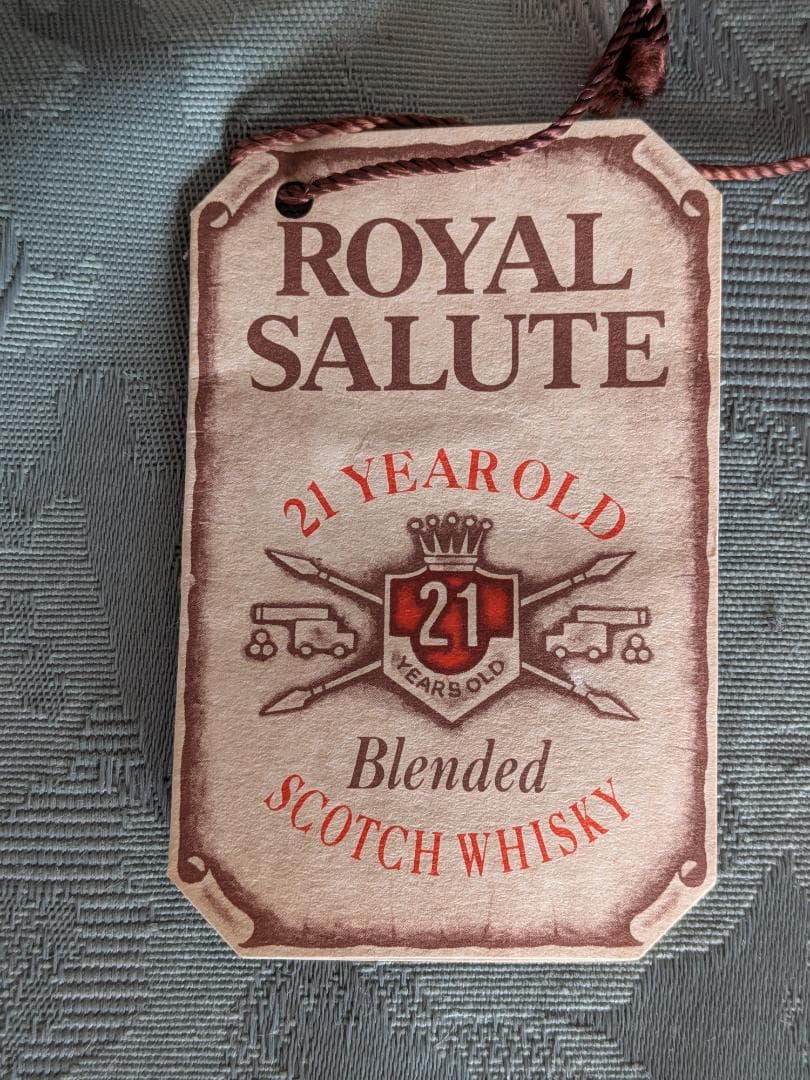 ROYAL
SALUTE
21 YEAR OLD
21
YEARS OLD
Blended
SCOTCH WHISKY